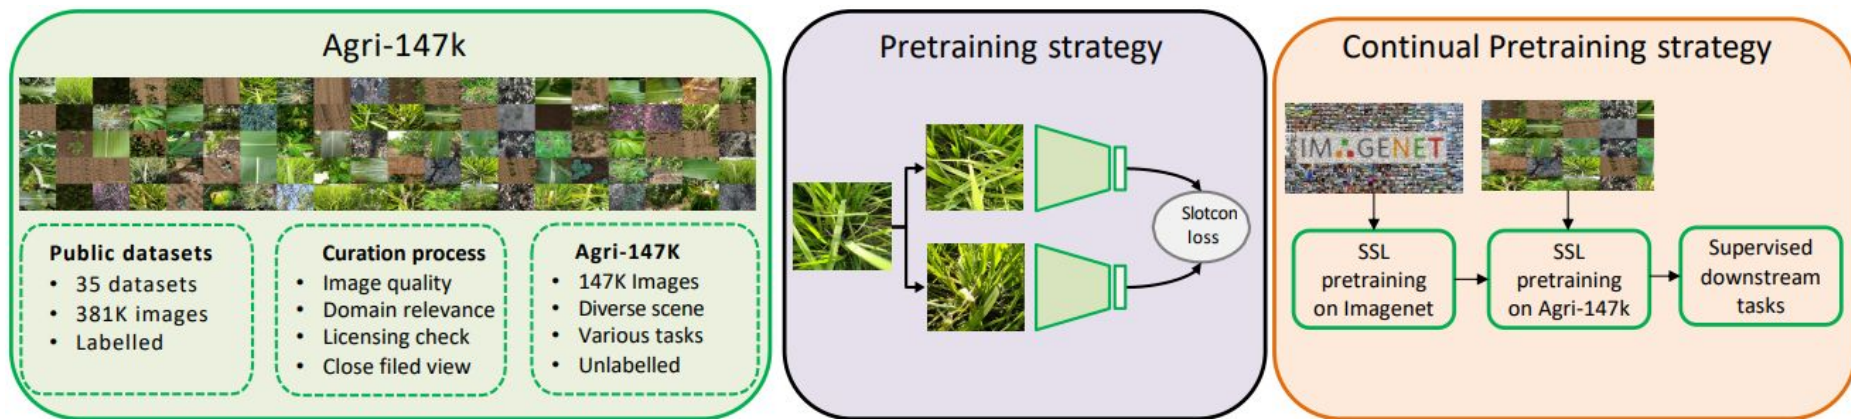 Agri-147k
Public datasets
• 35 datasets
• 381K images
• Labelled
Curation process
• Image quality
• Domain relevance
• Licensing check
• Close filed view
Agri-147K
• 147K Images
• Diverse scene
• Various tasks
• Unlabelled
Pretraining strategy
Slotcon
loss
Continual Pretraining strategy
IMAGENET
SSL
pretraining
on Imagenet
SSL
pretraining
on Agri-147k
Supervised
downstream
tasks